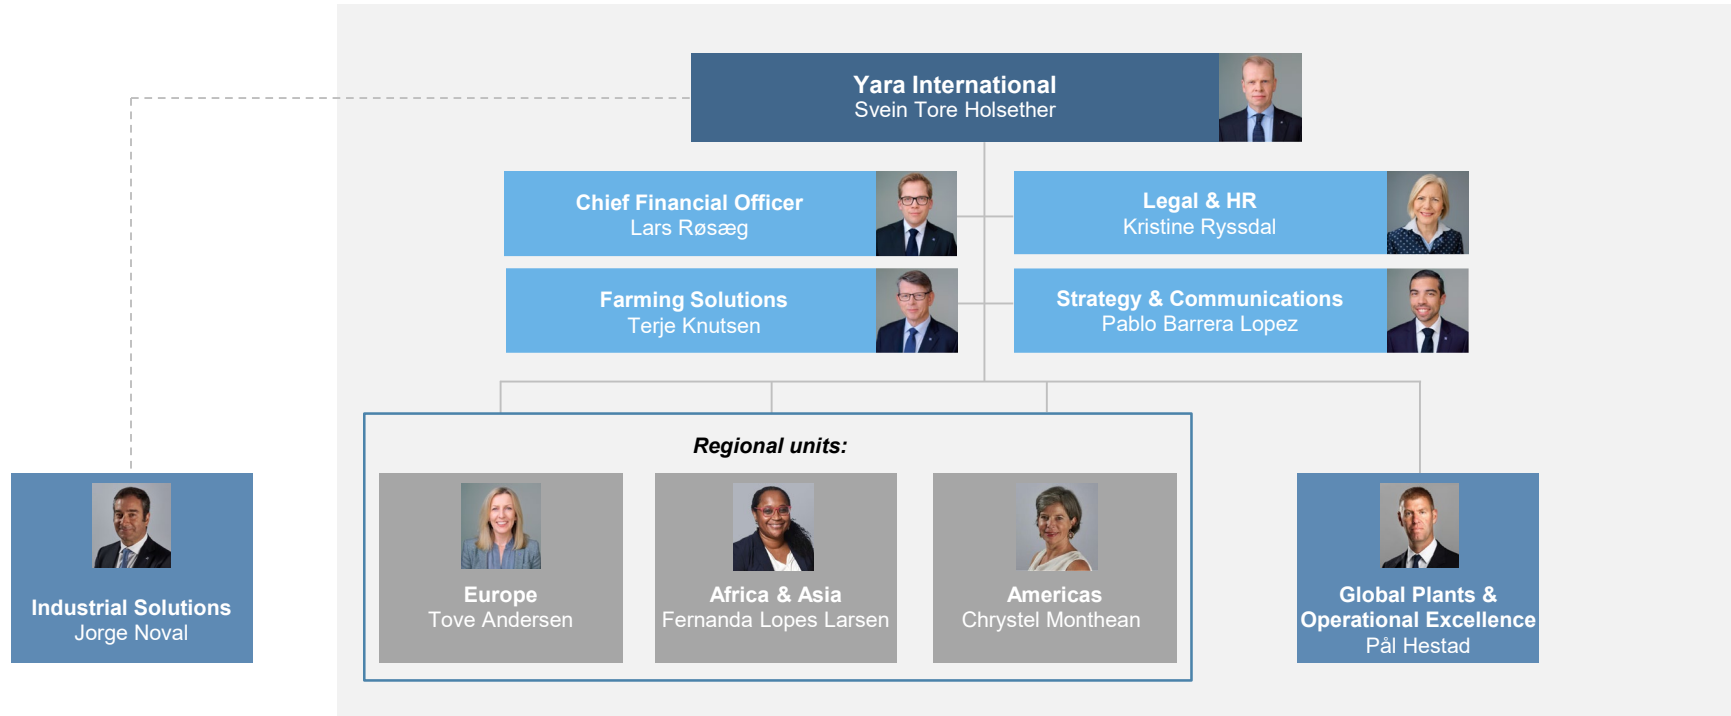 Yara International
Svein Tore Holsether
Chief Financial Officer
Lars Røsæg
Legal & HR
Kristine Ryssdal
Farming Solutions
Terje Knutsen
Strategy & Communications
Pablo Barrera Lopez
Regional units:
Industrial Solutions
Jorge Noval
Europe
Tove Andersen
Africa & Asia
Fernanda Lopes Larsen
Americas
Chrystel Monthean
Global Plants &
Operational Excellence
Pål Hestad